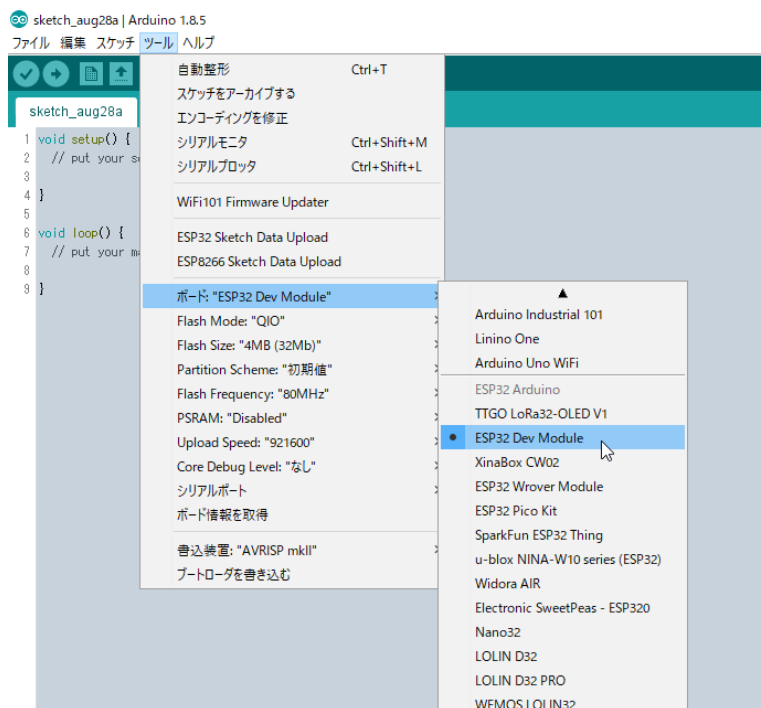 sketch_aug28a | Arduino 1.8.5
ファイル 編集 スケッチ ツール ヘルプ
sketch_aug28a
1 void setup() {
2 // put your
3
4 }
5
6 void loop() {
7 // put your
8
9 }
自動整形 Ctrl+T
スケッチをアーカイブする
エンコーディングを修正
シリアルモニタ Ctrl+Shift+M
シリアルプロッタ Ctrl+Shift+L
WiFi101 Firmware Updater
ESP32 Sketch Data Upload
ESP8266 Sketch Data Upload
ボード: "ESP32 Dev Module"
Flash Mode: "QIO"
Flash Size: "4MB (32Mb)"
Partition Scheme: "初期値"
Flash Frequency: "80MHz"
PSRAM: "Disabled"
Upload Speed: "921600"
Core Debug Level: "なし"
シリアルポート
ボード情報を取得
書込装置: "AVRISP mkII"
ブートローダを書き込む
Arduino Industrial 101
Linino One
Arduino Uno WiFi
ESP32 Arduino
TTGO LoRa32-OLED V1
ESP32 Dev Module
XinaBox CW02
ESP32 Wrover Module
ESP32 Pico Kit
SparkFun ESP32 Thing
u-blox NINA-W10 series (ESP32)
Widora AIR
Electronic SweetPeas - ESP320
Nano32
LOLIN D32
LOLIN D32 PRO
WEMOS LOLIN32